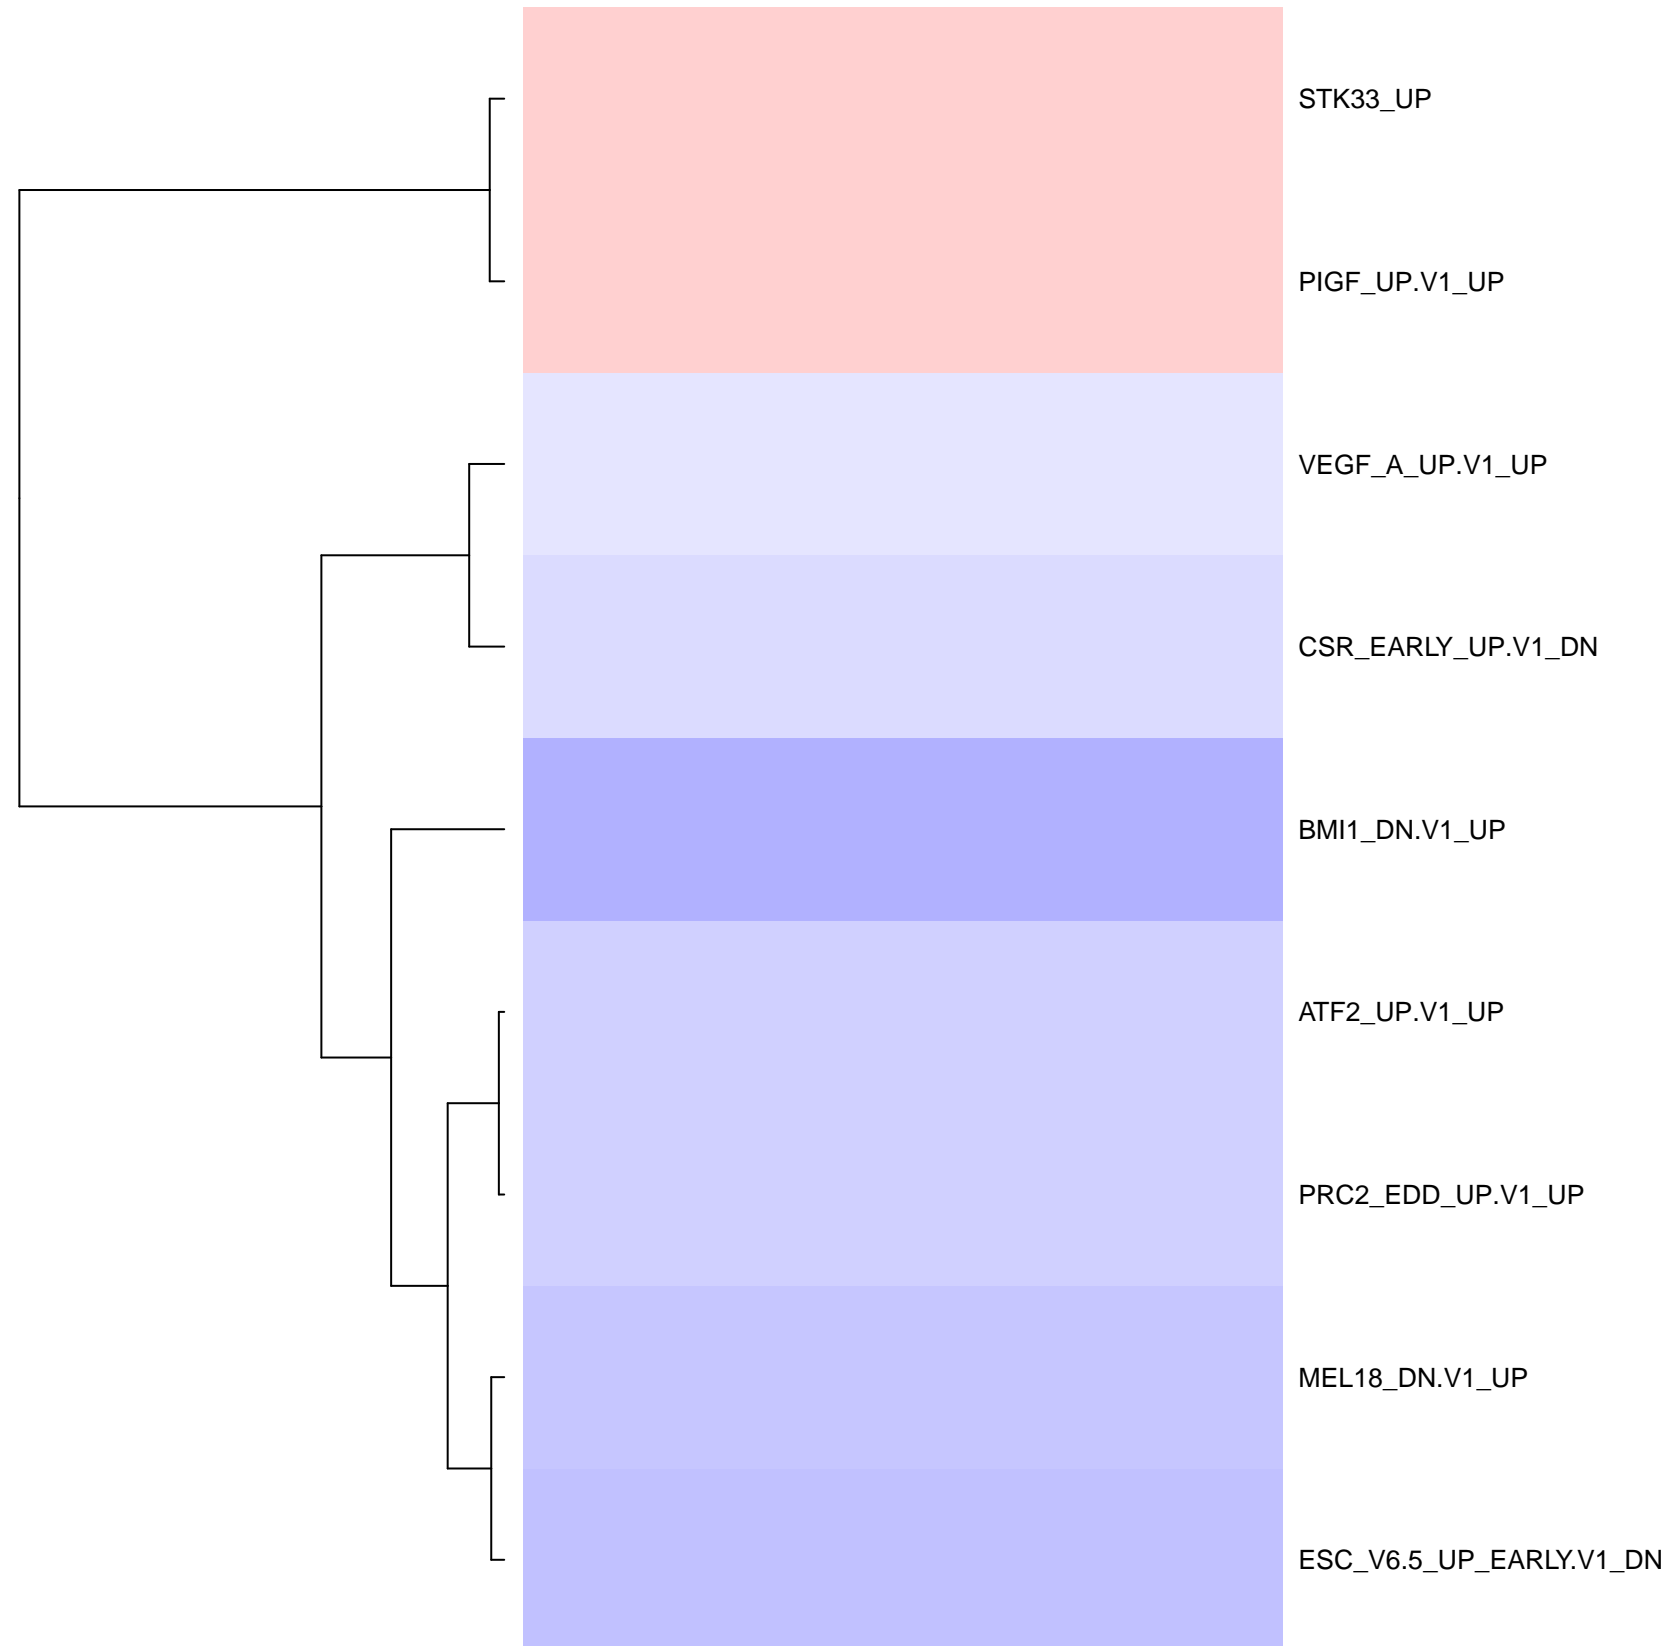 STK33_UP
PIGF_UP.V1_UP
VEGF_A_UP.V1_UP
CSR_EARLY_UP.V1_DN
BMI1_DN.V1_UP
ATF2_UP.V1_UP
PRC2_EDD_UP.V1_UP
MEL18_DN.V1_UP
ESC_V6.5_UP_EARLY.V1_DN